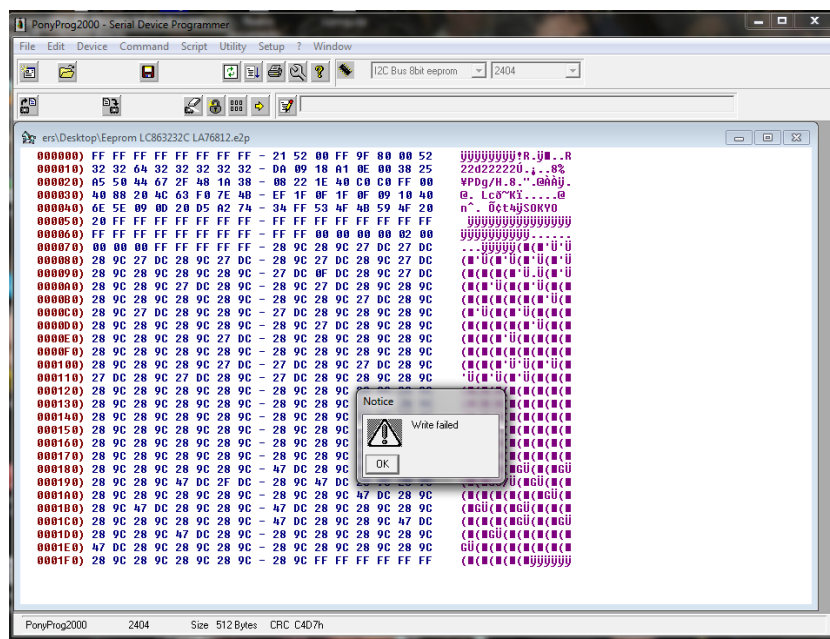 PonyProg2000 - Serial Device Programmer
File Edit Device Command Script Utility Setup ? Window
I2C Bus 8bit eeprom 2404
ers\Desktop\Eeprom LC863232C LA76812.e2p
000000) FF FF FF FF FF FF FF FF - 21 52 00 FF 9F 80 00 52 ÿÿÿÿÿÿÿÿ!R.ÿ■..R
000010) 32 32 64 32 32 32 32 32 - DA 09 18 A1 0E 00 38 25 22d22222Ú.¡..8%
000020) A5 50 44 67 2F 48 1A 38 - 08 22 1E 40 C0 C0 FF 00 ¥PDg/H.8.".@ÀÀÿ.
000030) 40 88 20 4C 63 F0 7E 4B - EF 1F 0F 1F 0F 09 10 40
000040) 6E 5E 09 0D 20 D5 A2 74 - 34 FF 53 4F 4B 59 4F 20 n^. Õ¢t4ÿSOKYO
000050) 20 FF FF FF FF FF FF FF - FF FF FF FF FF FF FF FF ÿÿÿÿÿÿÿÿÿÿÿÿÿÿÿ
000060) FF FF FF FF FF FF FF FF - FF FF 00 00 00 00 02 00 ÿÿÿÿÿÿÿÿÿÿ......
000070) 00 00 00 FF FF FF FF FF - 28 9C 28 9C 27 DC 27 DC ...ÿÿÿÿÿ(■(■'Ü'Ü
000080) 28 9C 27 DC 28 9C 27 DC - 28 9C 27 DC 28 9C 27 DC (■'Ü(■'Ü(■'Ü(■'Ü
000090) 28 9C 28 9C 28 9C 28 9C - 27 DC 0F DC 28 9C 27 DC (■(■(■(■'Ü.Ü(■'Ü
0000A0) 28 9C 28 9C 27 DC 28 9C - 28 9C 27 DC 28 9C 28 9C (■(■'Ü(■(■'Ü(■(■
0000B0) 28 9C 28 9C 28 9C 28 9C - 28 9C 28 9C 27 DC 28 9C (■(■(■(■(■(■'Ü(■
0000C0) 28 9C 27 DC 28 9C 28 9C - 27 DC 28 9C 28 9C 28 9C (■'Ü(■(■'Ü(■(■(■
0000D0) 28 9C 28 9C 28 9C 28 9C - 28 9C 27 DC 28 9C 28 9C (■(■(■(■(■'Ü(■(■
0000E0) 28 9C 28 9C 28 9C 27 DC - 28 9C 28 9C 28 9C 28 9C (■(■(■'Ü(■(■(■(■
0000F0) 28 9C 28 9C 28 9C 28 9C - 28 9C 28 9C 28 9C 28 9C (■(■(■(■(■(■(■(■
000100) 28 9C 28 9C 28 9C 27 DC - 28 9C 27 DC 28 9C 28 9C (■(■(■'Ü(■'Ü(■(■
000110) 27 DC 28 9C 27 DC 28 9C - 27 DC 28 9C 28 9C 28 9C 'Ü(■'Ü(■'Ü(■(■(■
000120) 28 9C 28 9C 28 9C 28 9C - 28 9C 28 9C
000130) 28 9C 28 9C 28 9C 28 9C - 28 9C 28 9C
000140) 28 9C 28 9C 28 9C 28 9C - 28 9C 28 9C
000150) 28 9C 28 9C 28 9C 28 9C - 28 9C 28 9C
000160) 28 9C 28 9C 28 9C 28 9C - 28 9C 28 9C
000170) 28 9C 28 9C 28 9C 28 9C - 28 9C 28 9C
000180) 28 9C 28 9C 28 9C 28 9C - 47 DC 28 9C
000190) 28 9C 28 9C 47 DC 2F DC - 28 9C 47 DC
Notice
Write failed
OK
0001A0) 28 9C 28 9C 28 9C 28 9C - 28 9C 28 9C 47 DC 28 9C (■(■(■(■(■(■GÜ(■
0001B0) 28 9C 47 DC 28 9C 28 9C - 47 DC 28 9C 28 9C 28 9C (■GÜ(■(■GÜ(■(■(■
0001C0) 28 9C 28 9C 28 9C 28 9C - 47 DC 28 9C 28 9C 47 DC (■(■(■(■GÜ(■(■GÜ
0001D0) 28 9C 28 9C 47 DC 28 9C - 28 9C 28 9C 28 9C 28 9C (■(■GÜ(■(■(■(■(■
0001E0) 47 DC 28 9C 28 9C 28 9C - 28 9C 28 9C 28 9C 28 9C GÜ(■(■(■(■(■(■(■
0001F0) 28 9C 28 9C 28 9C 28 9C - 28 9C FF FF FF FF FF FF (■(■(■(■(■ÿÿÿÿÿÿ
PonyProg2000 2404 Size 512 Bytes CRC C4D7h